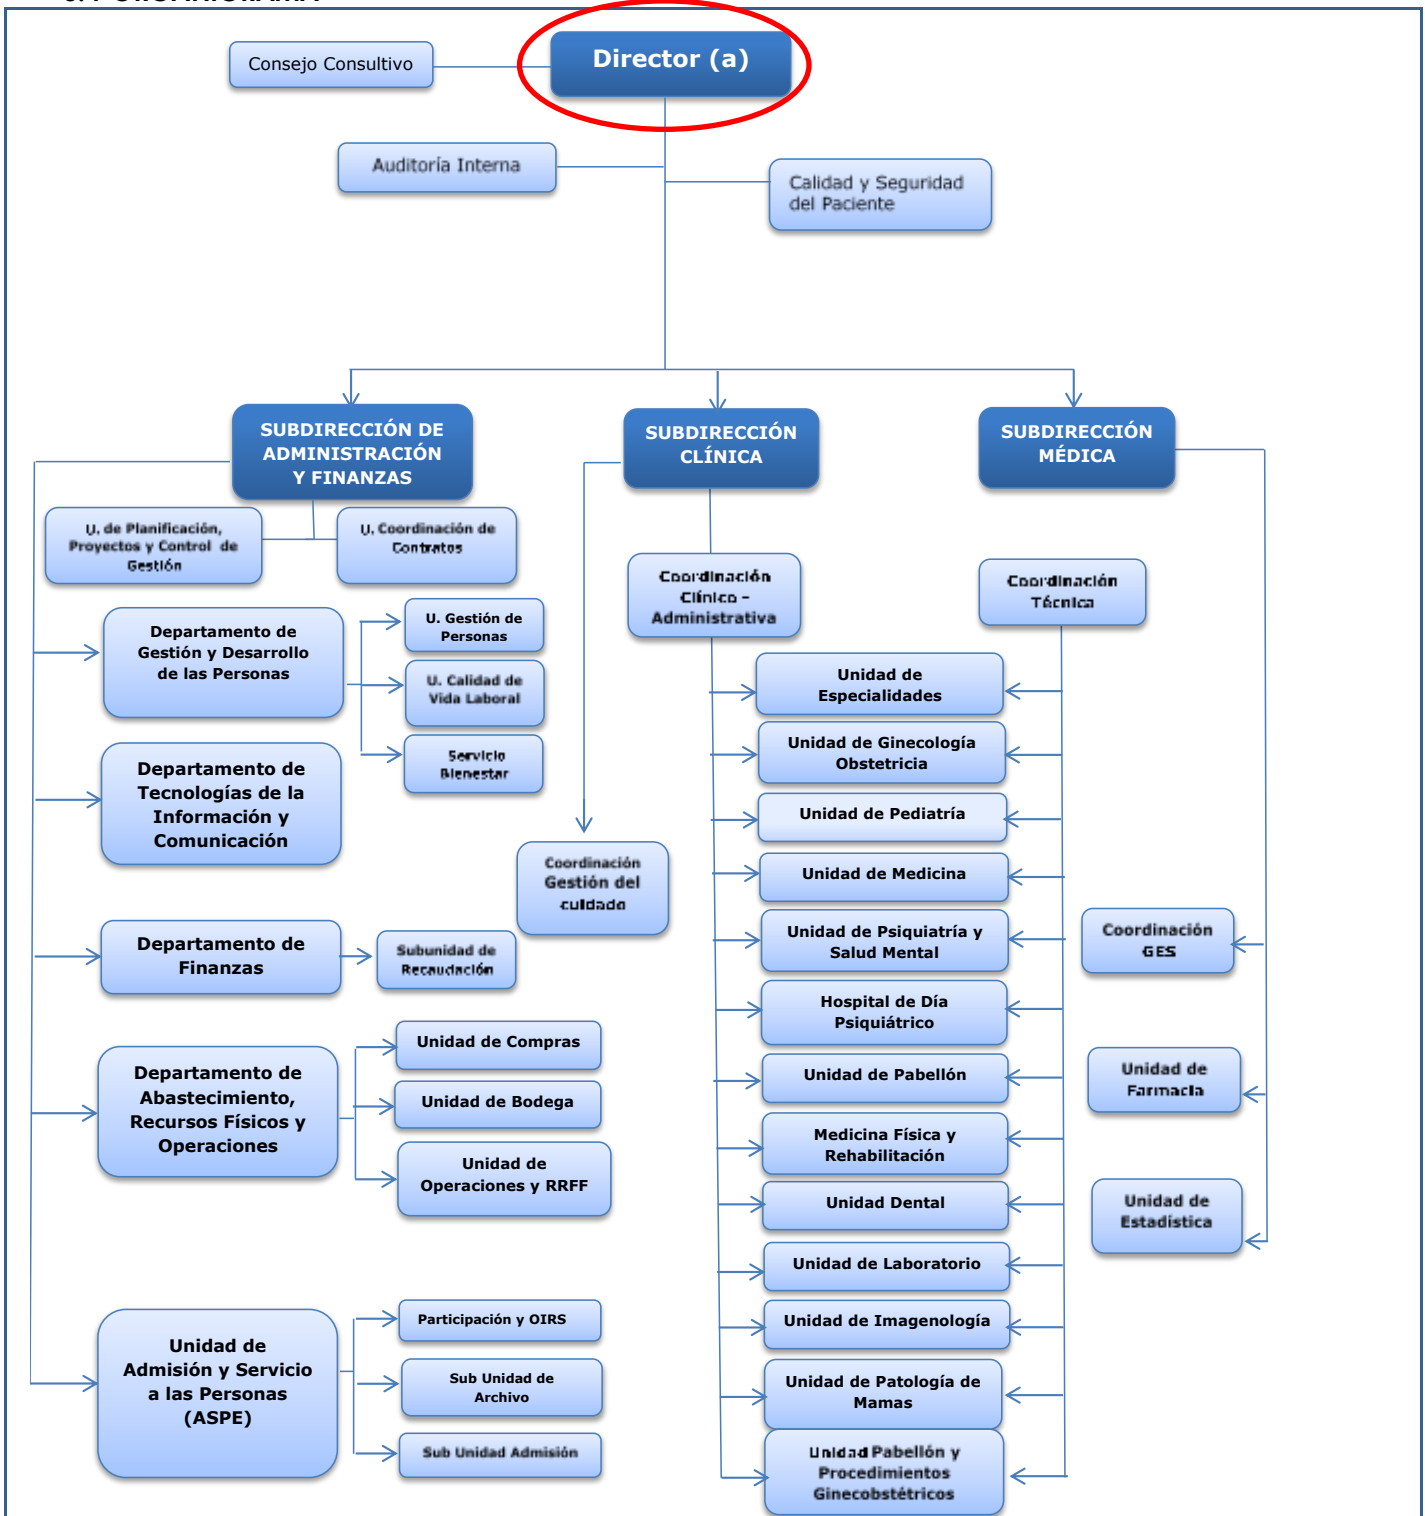 Director (a)
Consejo Consultivo
Auditoría Interna
Calidad y Seguridad
del Paciente
SUBDIRECCIÓN DE
ADMINISTRACIÓN
Y FINANZAS
SUBDIRECCIÓN
CLÍNICA
SUBDIRECCIÓN
MÉDICA
U. de Planificación,
Proyectos y Control de
Gestión
U. Coordinación de
Contratos
Coordinación
Clínico –
Administrativa
Coordinación
Técnica
Departamento de
Gestión y Desarrollo
de las Personas
U. Gestión de
Personas
U. Calidad de
Vida Laboral
Servicio
Bienestar
Departamento de
Tecnologías de la
Información y
Comunicación
Coordinación
Gestión del
cuidado
Departamento de
Finanzas
Subunidad de
Recaudación
Departamento de
Abastecimiento,
Recursos Físicos y
Operaciones
Unidad de Compras
Unidad de Bodega
Unidad de
Operaciones y RRFF
Unidad de
Admisión y Servicio
a las Personas
(ASPE)
Participación y OIRS
Sub Unidad de
Archivo
Sub Unidad Admisión
Unidad de
Especialidades
Unidad de Ginecología
Obstetricia
Unidad de Pediatría
Unidad de Medicina
Unidad de Psiquiatría y
Salud Mental
Hospital de Día
Psiquiátrico
Unidad de Pabellón
Medicina Física y
Rehabilitación
Unidad Dental
Unidad de Laboratorio
Unidad de Imagenología
Unidad de Patología de
Mamas
Unidad Pabellón y
Procedimientos
Ginecobstétricos
Coordinación
GES
Unidad de
Farmacia
Unidad de
Estadística